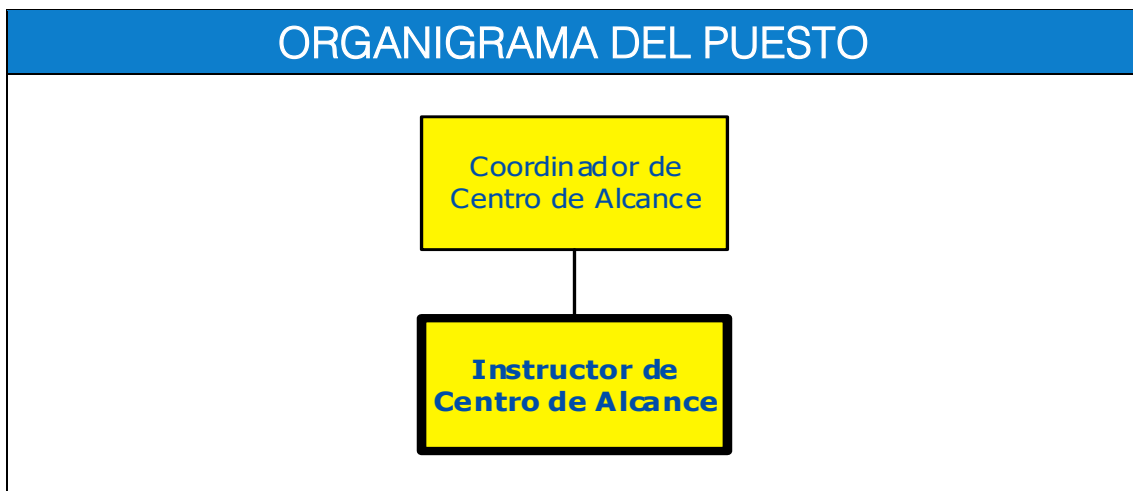 ORGANIGRAMA DEL PUESTO
Coordinador de
Centro de Alcance
Instructor de
Centro de Alcance